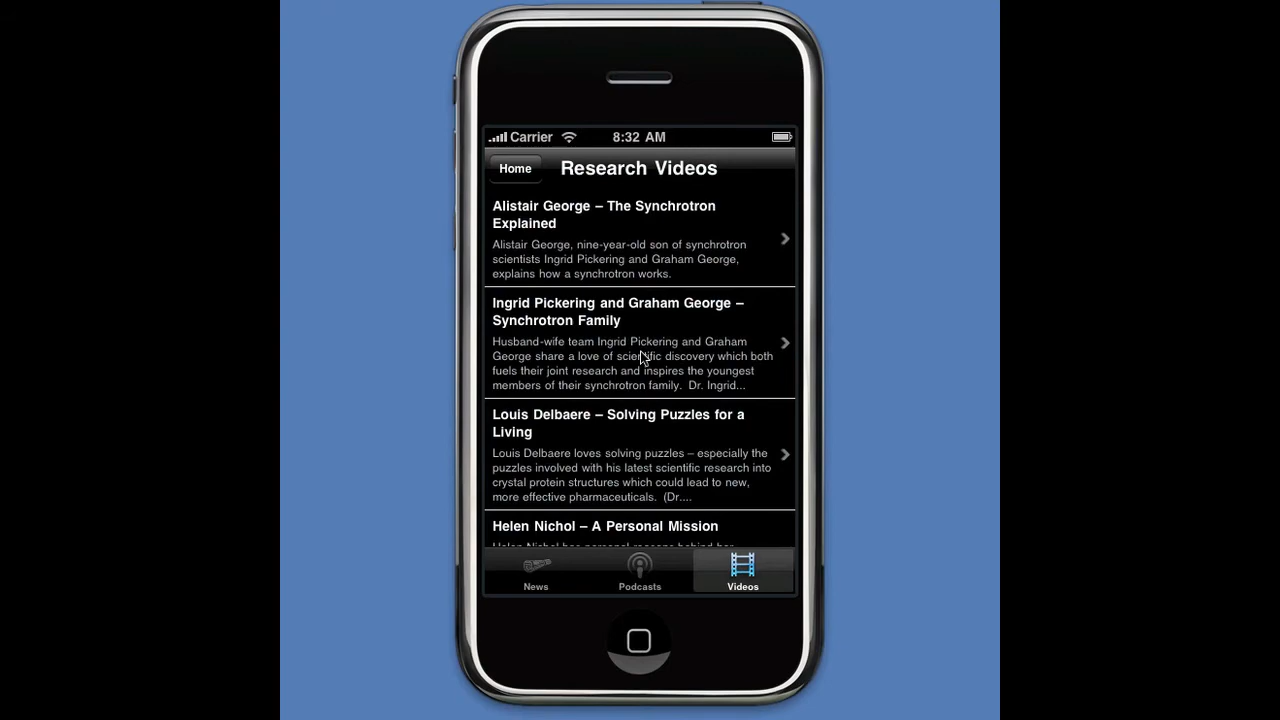 Carrier 8:32 AM
Home Research Videos
Alistair George – The Synchrotron
Explained
Alistair George, nine-year-old son of synchrotron
scientists Ingrid Pickering and Graham George,
explains how a synchrotron works.
Ingrid Pickering and Graham George –
Synchrotron Family
Husband-wife team Ingrid Pickering and Graham
George share a love of scientific discovery which both
fuels their joint research and inspires the youngest
members of their synchrotron family. Dr. Ingrid...
Louis Delbaere – Solving Puzzles for a
Living
Louis Delbaere loves solving puzzles – especially the
puzzles involved with his latest scientific research into
crystal protein structures which could lead to new,
more effective pharmaceuticals. (Dr....
Helen Nichol – A Personal Mission
News Podcasts Videos